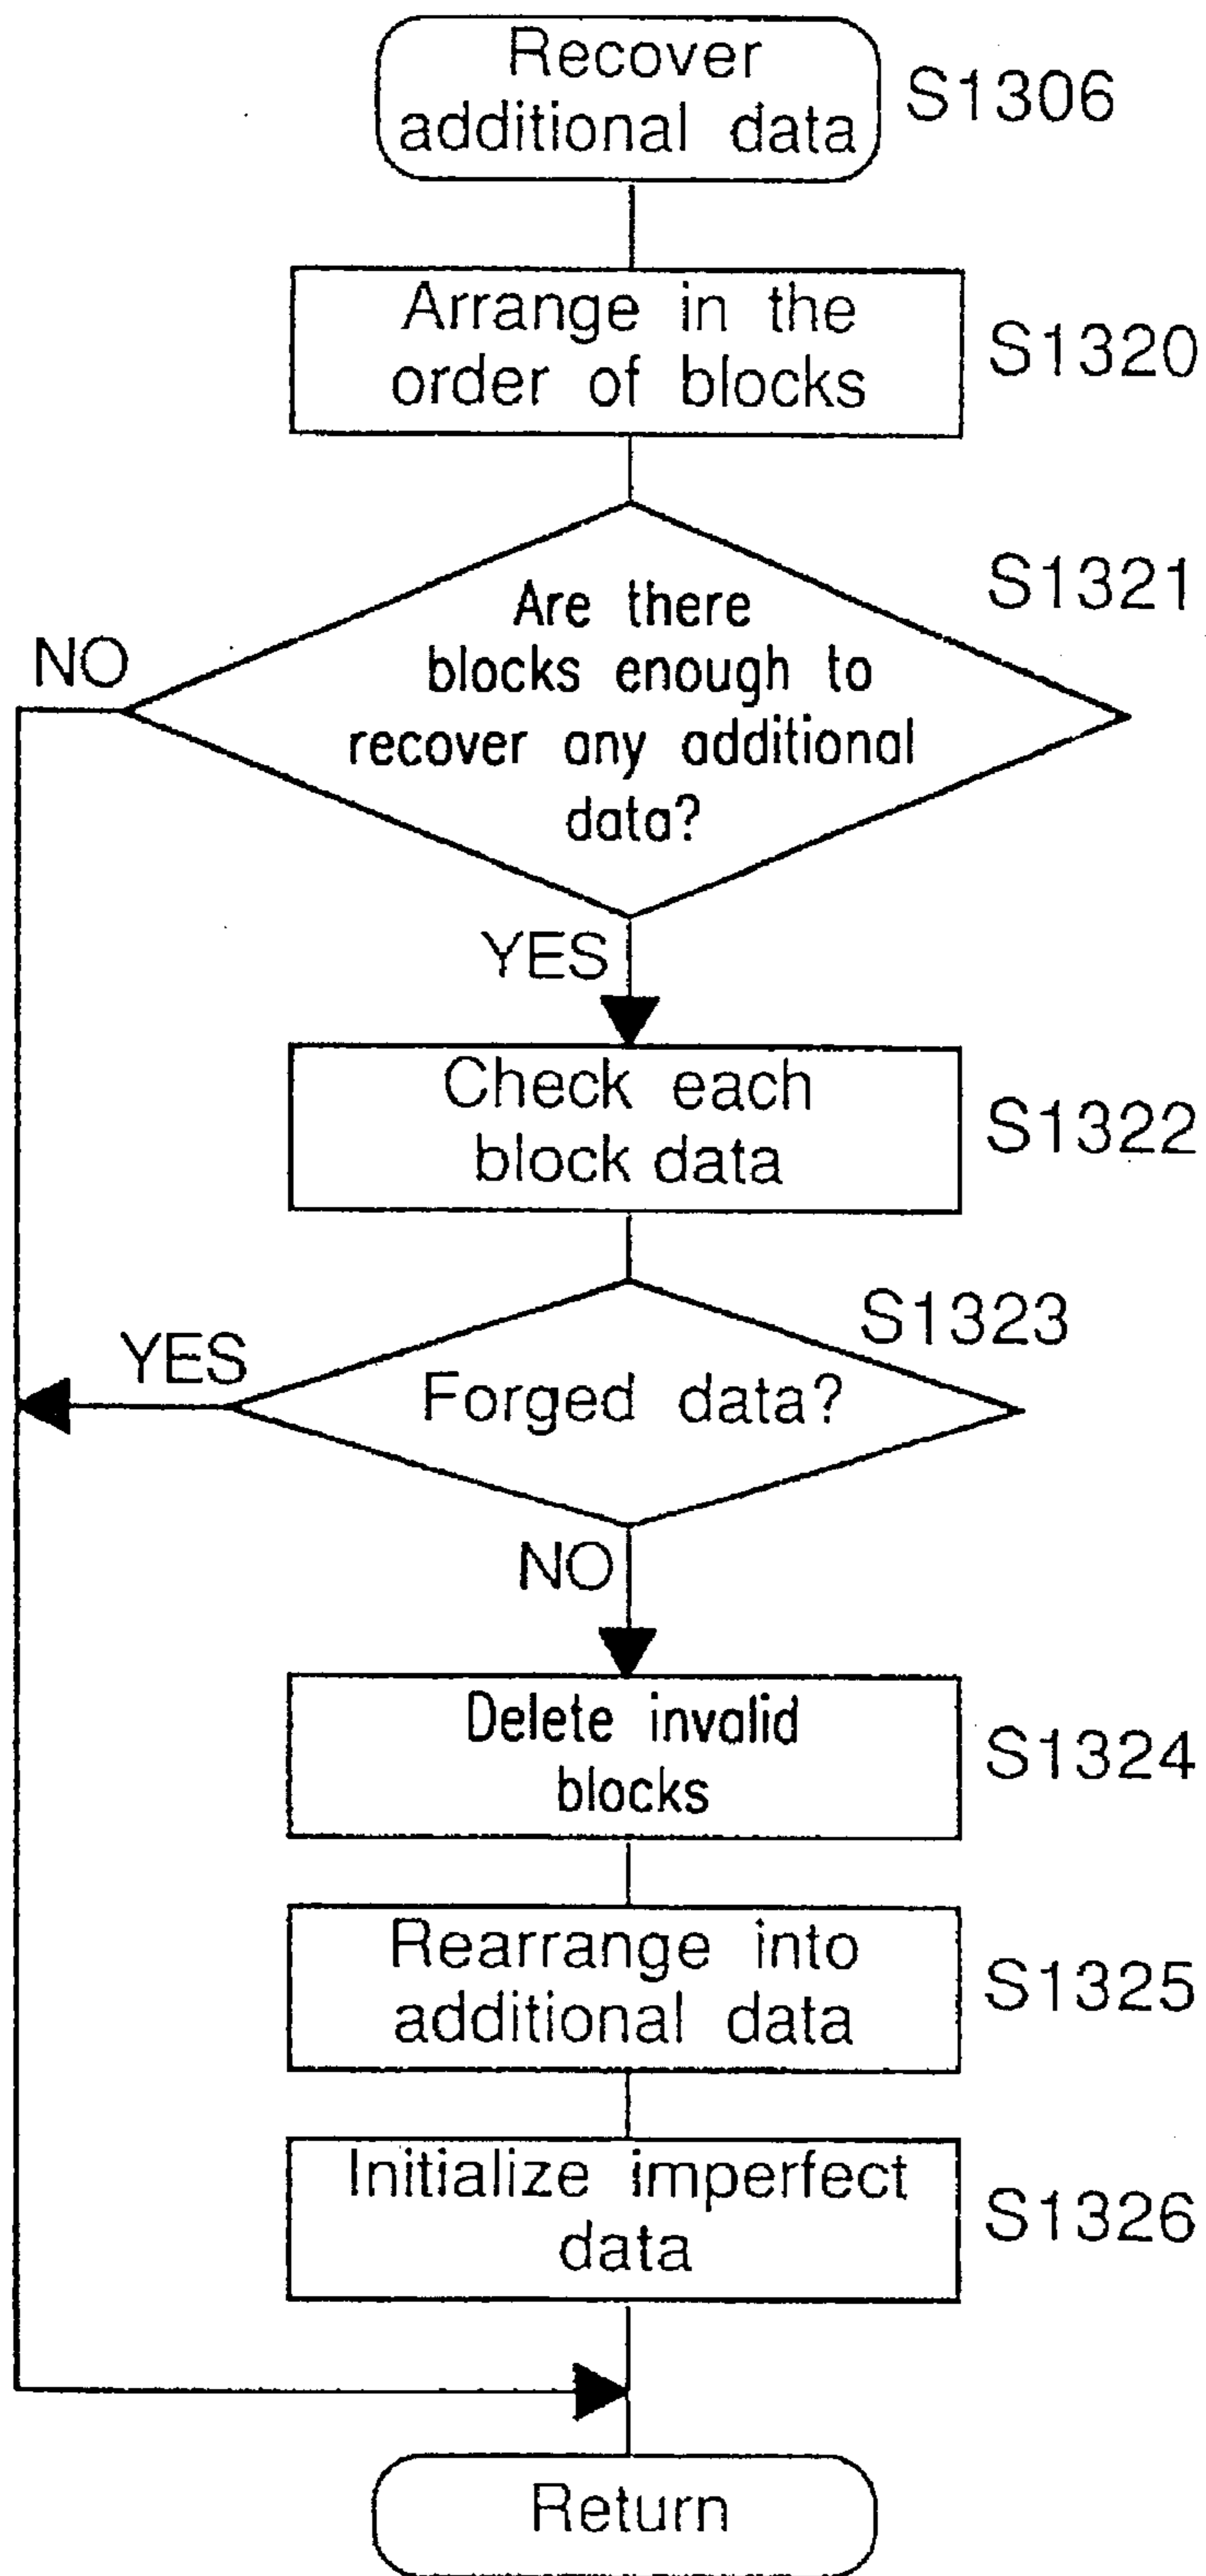 Recover
additional data
S1306
Arrange in the
order of blocks
S1320
Are there
blocks enough to
recover any additional
data?
S1321
NO
YES
Check each
block data
S1322
S1323
YES
Forged data?
NO
Delete invalid
blocks
S1324
Rearrange into
additional data
S1325
Initialize imperfect
data
S1326
Return